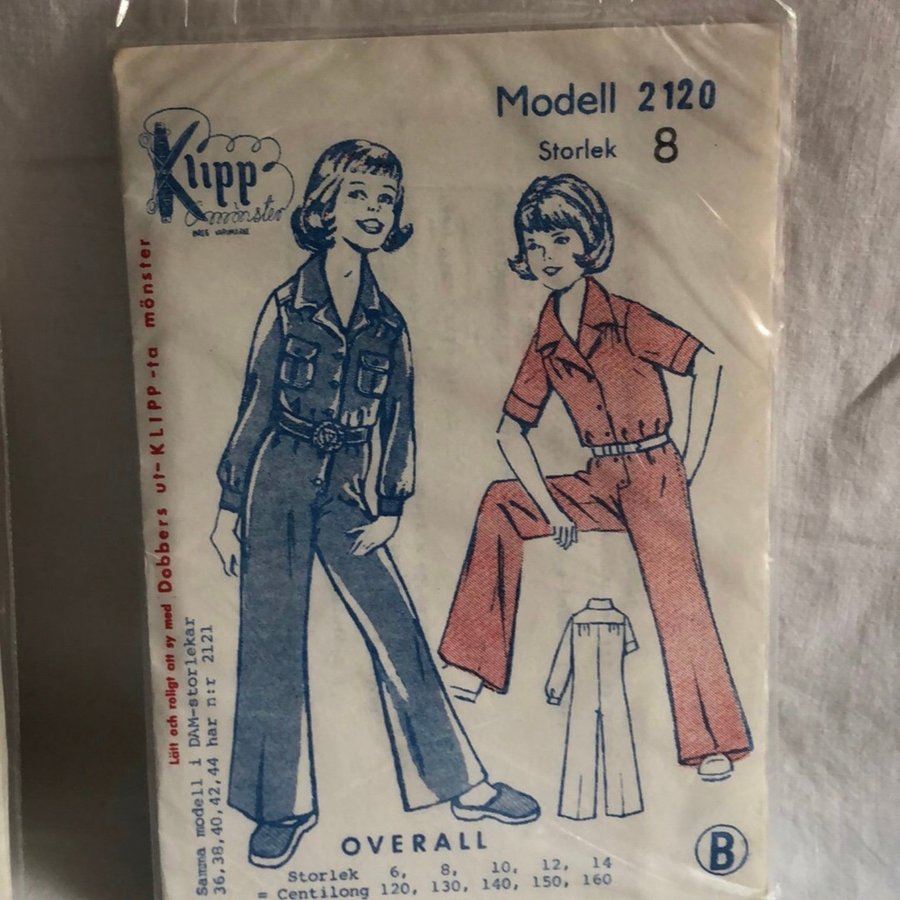 Modell 2120
Storlek 8
Klipp
mönster
INREG VARUMÄRKE
Lätt och roligt att sy med Dobbers ut-KLIPP-ta mönster
Samma modell i DAM-storlekar
36,38,40,42,44 har n:r 2121
OVERALL
Storlek 6, 8, 10, 12, 14
= Centilong 120, 130, 140, 150, 160
B